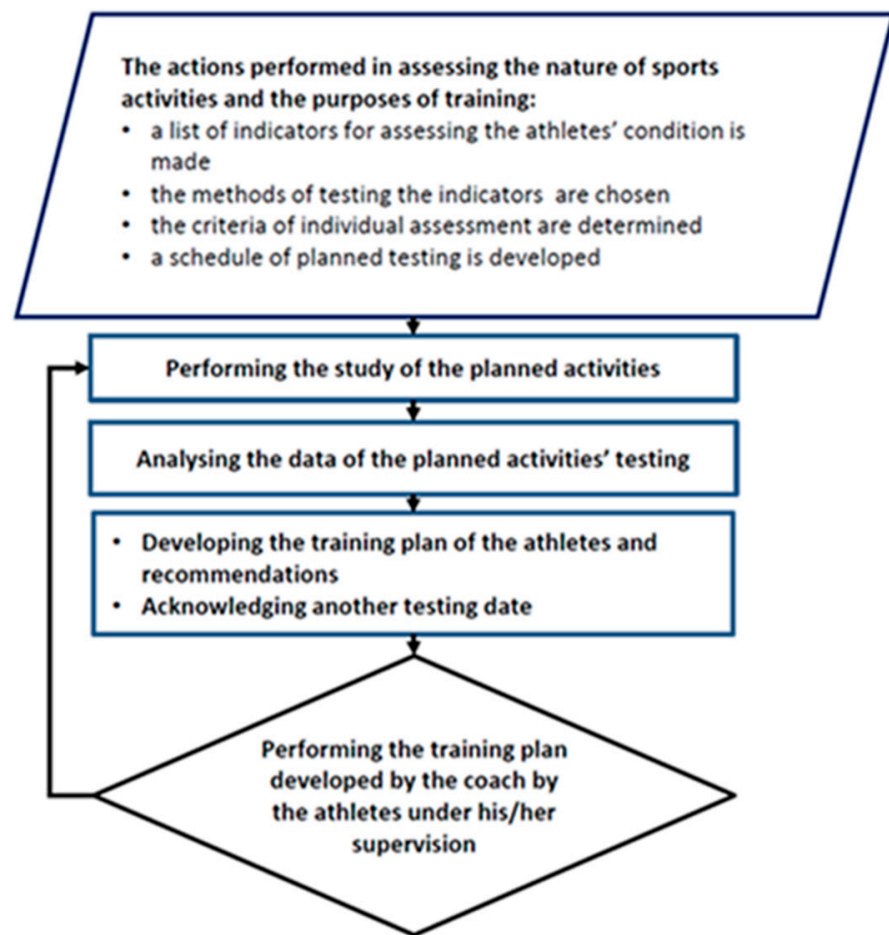 The actions performed in assessing the nature of sports
activities and the purposes of training:
• a list of indicators for assessing the athletes' condition is
made
• the methods of testing the indicators are chosen
• the criteria of individual assessment are determined
• a schedule of planned testing is developed
Performing the study of the planned activities
Analysing the data of the planned activities' testing
• Developing the training plan of the athletes and
recommendations
• Acknowledging another testing date
Performing the training plan
developed by the coach by
the athletes under his/her
supervision